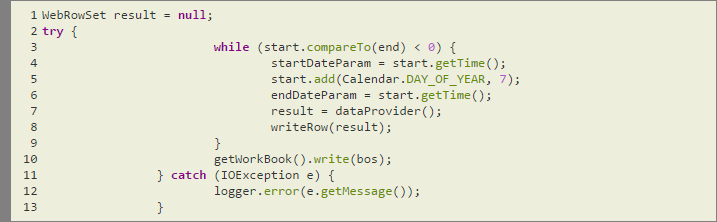 1 WebRowSet result = null;
2 try {
3 while (start.compareTo(end) < 0) {
4 startDateParam = start.getTime();
5 start.add(Calendar.DAY_OF_YEAR, 7);
6 endDateParam = start.getTime();
7 result = dataProvider();
8 writeRow(result);
9 }
10 getWorkBook().write(bos);
11 } catch (IOException e) {
12 logger.error(e.getMessage());
13 }